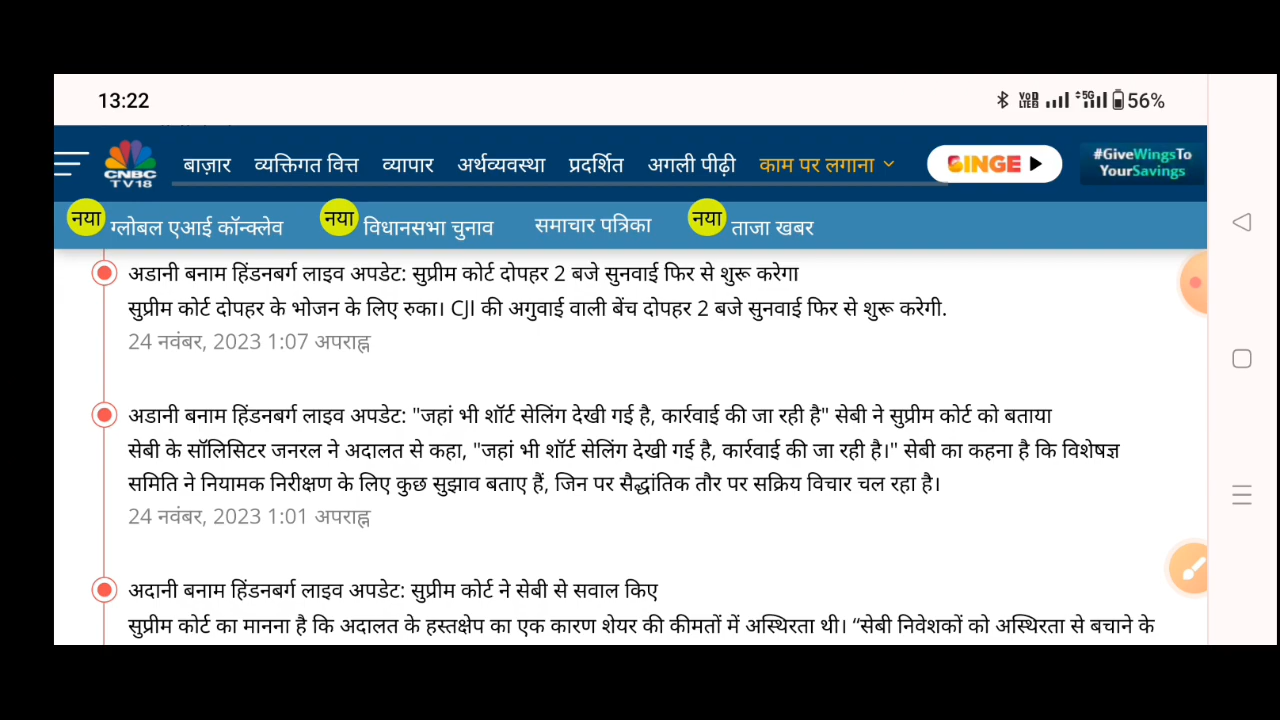 13:22 VoD LTEB 5G 56%
CNBC TV18 बाज़ार व्यक्तिगत वित्त व्यापार अर्थव्यवस्था प्रदर्शित अगली पीढ़ी काम पर लगाना BINGE #GiveWingsTo YourSavings
नया ग्लोबल एआई कॉन्क्लेव नया विधानसभा चुनाव समाचार पत्रिका नया ताजा खबर
अडानी बनाम हिंडनबर्ग लाइव अपडेट: सुप्रीम कोर्ट दोपहर 2 बजे सुनवाई फिर से शुरू करेगा
सुप्रीम कोर्ट दोपहर के भोजन के लिए रुका। CJI की अगुवाई वाली बेंच दोपहर 2 बजे सुनवाई फिर से शुरू करेगी.
24 नवंबर, 2023 1:07 अपराह्न
अडानी बनाम हिंडनबर्ग लाइव अपडेट: "जहां भी शॉर्ट सेलिंग देखी गई है, कार्रवाई की जा रही है" सेबी ने सुप्रीम कोर्ट को बताया
सेबी के सॉलिसिटर जनरल ने अदालत से कहा, "जहां भी शॉर्ट सेलिंग देखी गई है, कार्रवाई की जा रही है।" सेबी का कहना है कि विशेषज्ञ
समिति ने नियामक निरीक्षण के लिए कुछ सुझाव बताए हैं, जिन पर सैद्धांतिक तौर पर सक्रिय विचार चल रहा है।
24 नवंबर, 2023 1:01 अपराह्न
अदानी बनाम हिंडनबर्ग लाइव अपडेट: सुप्रीम कोर्ट ने सेबी से सवाल किए
सुप्रीम कोर्ट का मानना है कि अदालत के हस्तक्षेप का एक कारण शेयर की कीमतों में अस्थिरता थी। “सेबी निवेशकों को अस्थिरता से बचाने के